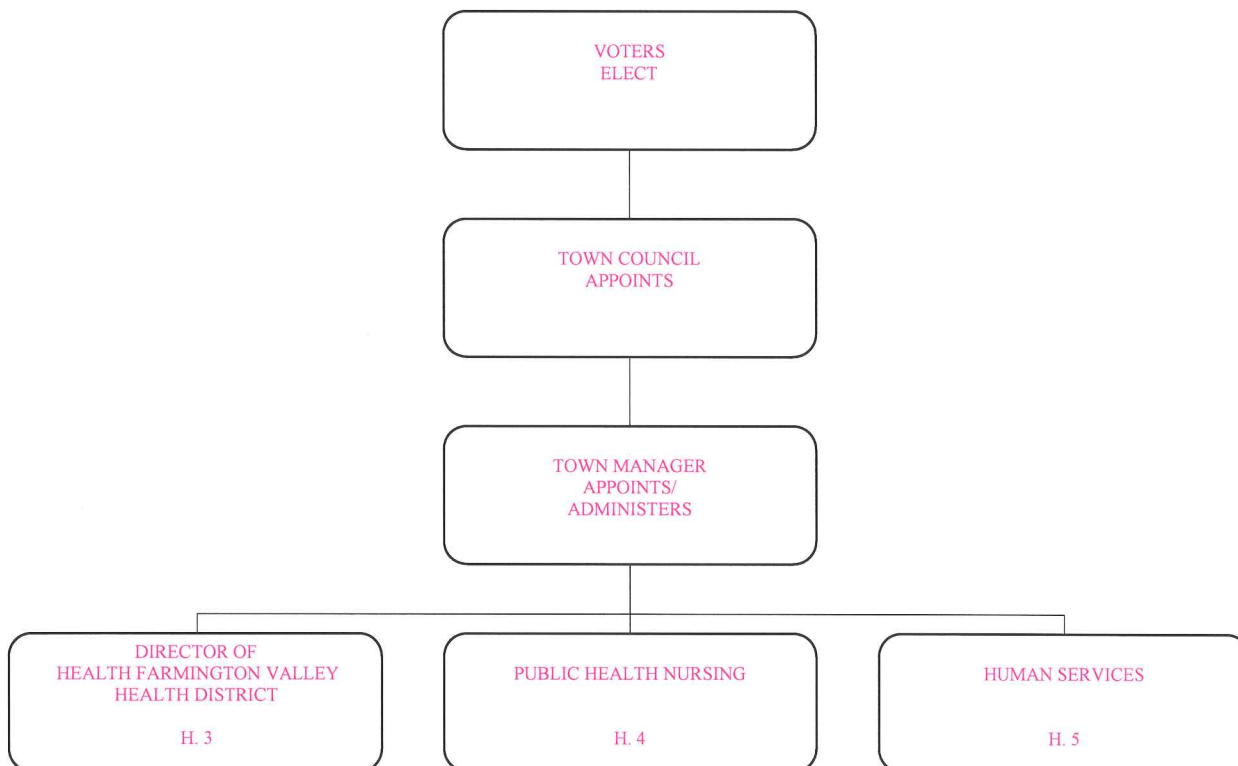 VOTERS
ELECT
TOWN COUNCIL
APPOINTS
TOWN MANAGER
APPOINTS/
ADMINISTERS
DIRECTOR OF
HEALTH FARMINGTON VALLEY
HEALTH DISTRICT
H. 3
PUBLIC HEALTH NURSING
H. 4
HUMAN SERVICES
H. 5